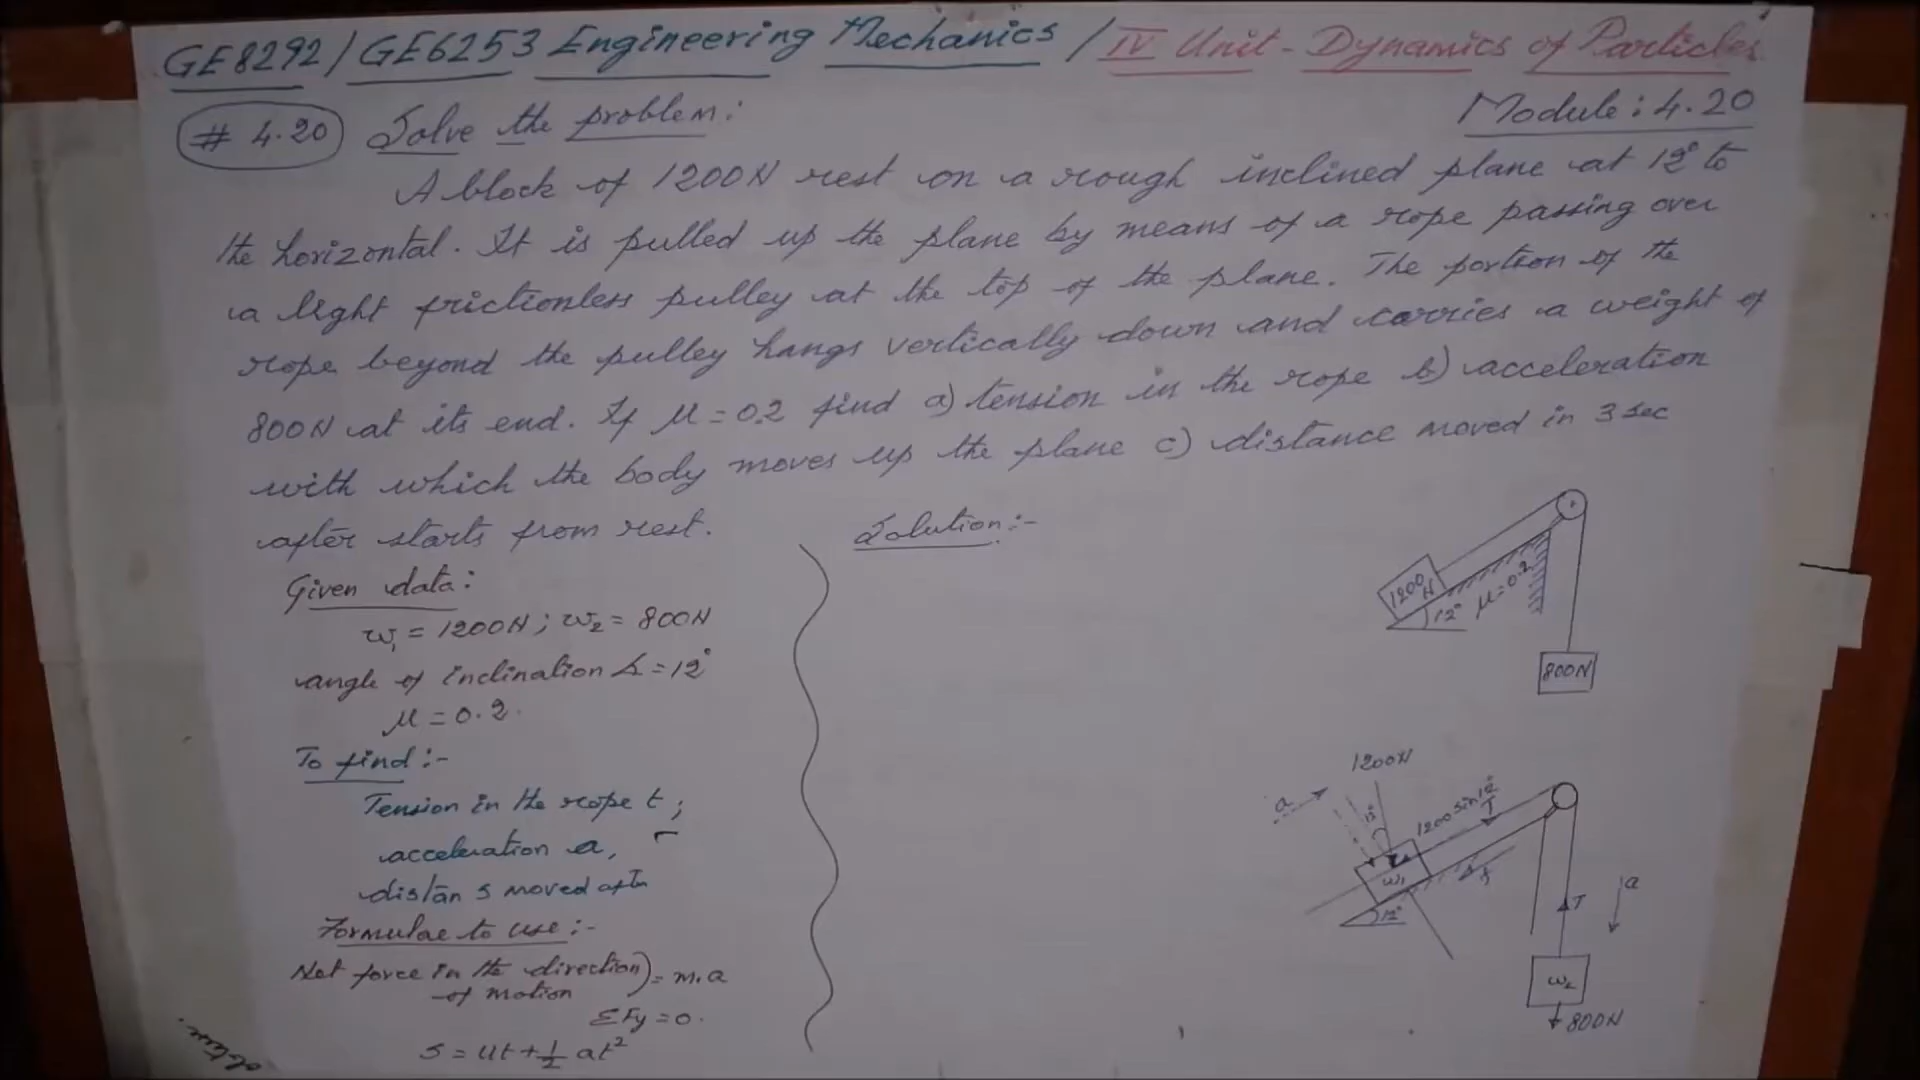 GE8292/GE6253 Engineering Mechanics / IV Unit - Dynamics of Particles
# 4.20 Solve the problem: Module: 4.20
A block of 1200N rest on a rough inclined plane at 12° to
the horizontal. It is pulled up the plane by means of a rope passing over
a light frictionless pulley at the top of the plane. The portion of the
rope beyond the pulley hangs vertically down and carries a weight of
800N at its end. If μ = 0.2 find a) tension in the rope b) acceleration
with which the body moves up the plane c) distance moved in 3 sec
after starts from rest.
Solution:-
Given data:
w₁ = 1200N; w₂ = 800N
angle of inclination = 12°
μ = 0.2.
To find:-
Tension in the rope t;
acceleration a,
distan s moved
Formulae to use:-
Net force in the direction) = m.a
of motion
ΣFy = 0.
s = ut + ½ at²
1200 N
12°
μ = 0.2
800N
1200N
a
12°
1200 sin 12°
T
w₁
12°
T
a
w₂
800N